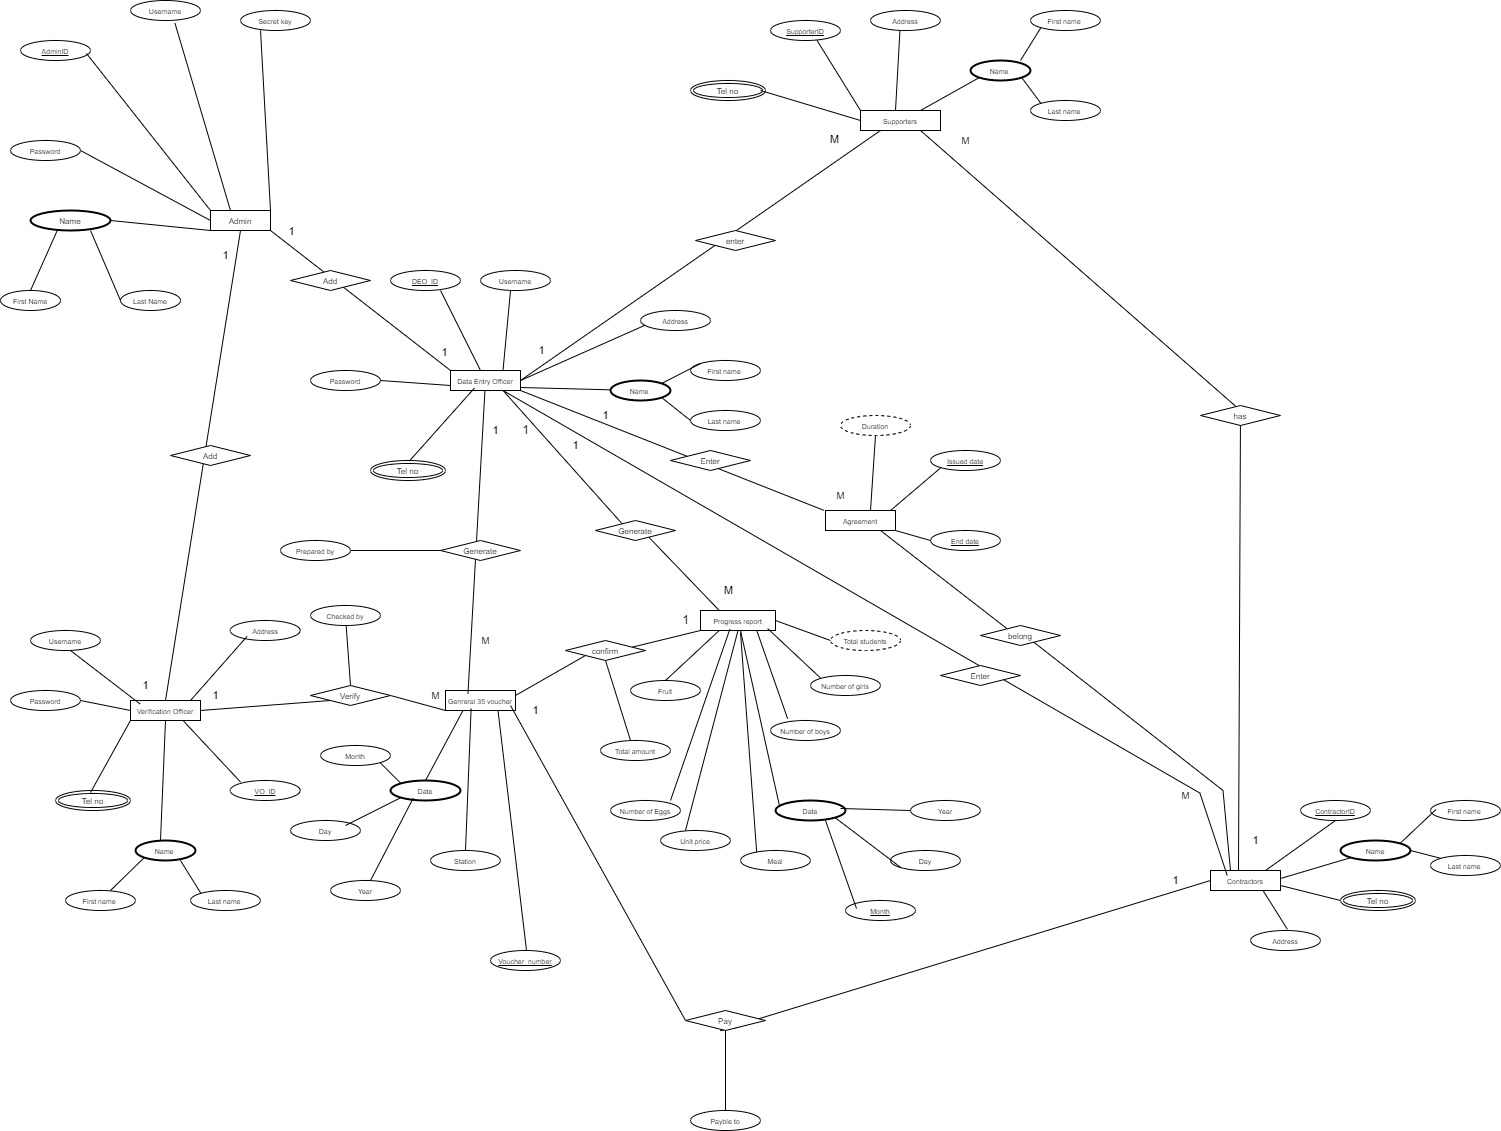 Username
Secret key
AdminID
Password
Name
First Name
Last Name
Admin
1
1
Add
Add
SupporterID
Address
First name
Name
Last name
Tel no
Supporters
M
M
enter
has
DEO_ID
Username
Address
Password
Data Entry Officer
1
1
Name
First name
Last name
Tel no
1
1
1
1
Enter
M
Duration
Issued date
Agreement
End date
Generate
Generate
Prepared by
M
M
belong
Enter
M
1
Username
Address
Password
1
1
Verification Officer
Tel no
VO_ID
Name
First name
Last name
Checked by
Verify
M
Genreral 35 voucher
1
Month
Date
Day
Year
Station
Voucher_number
confirm
Total amount
1
Progress report
Total students
Fruit
Number of girls
Number of boys
Number of Eggs
Unit price
Meal
Date
Year
Day
Month
ContractorID
First name
Name
Last name
Tel no
Contractors
Address
1
Pay
Payble to